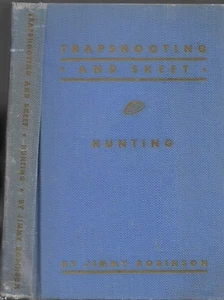 TRAPSHOOTING AND SKEET • HUNTING • BY JIMMY ROBINSON
TRAPSHOOTING
• AND SKEET •
HUNTING
BY JIMMY ROBINSON